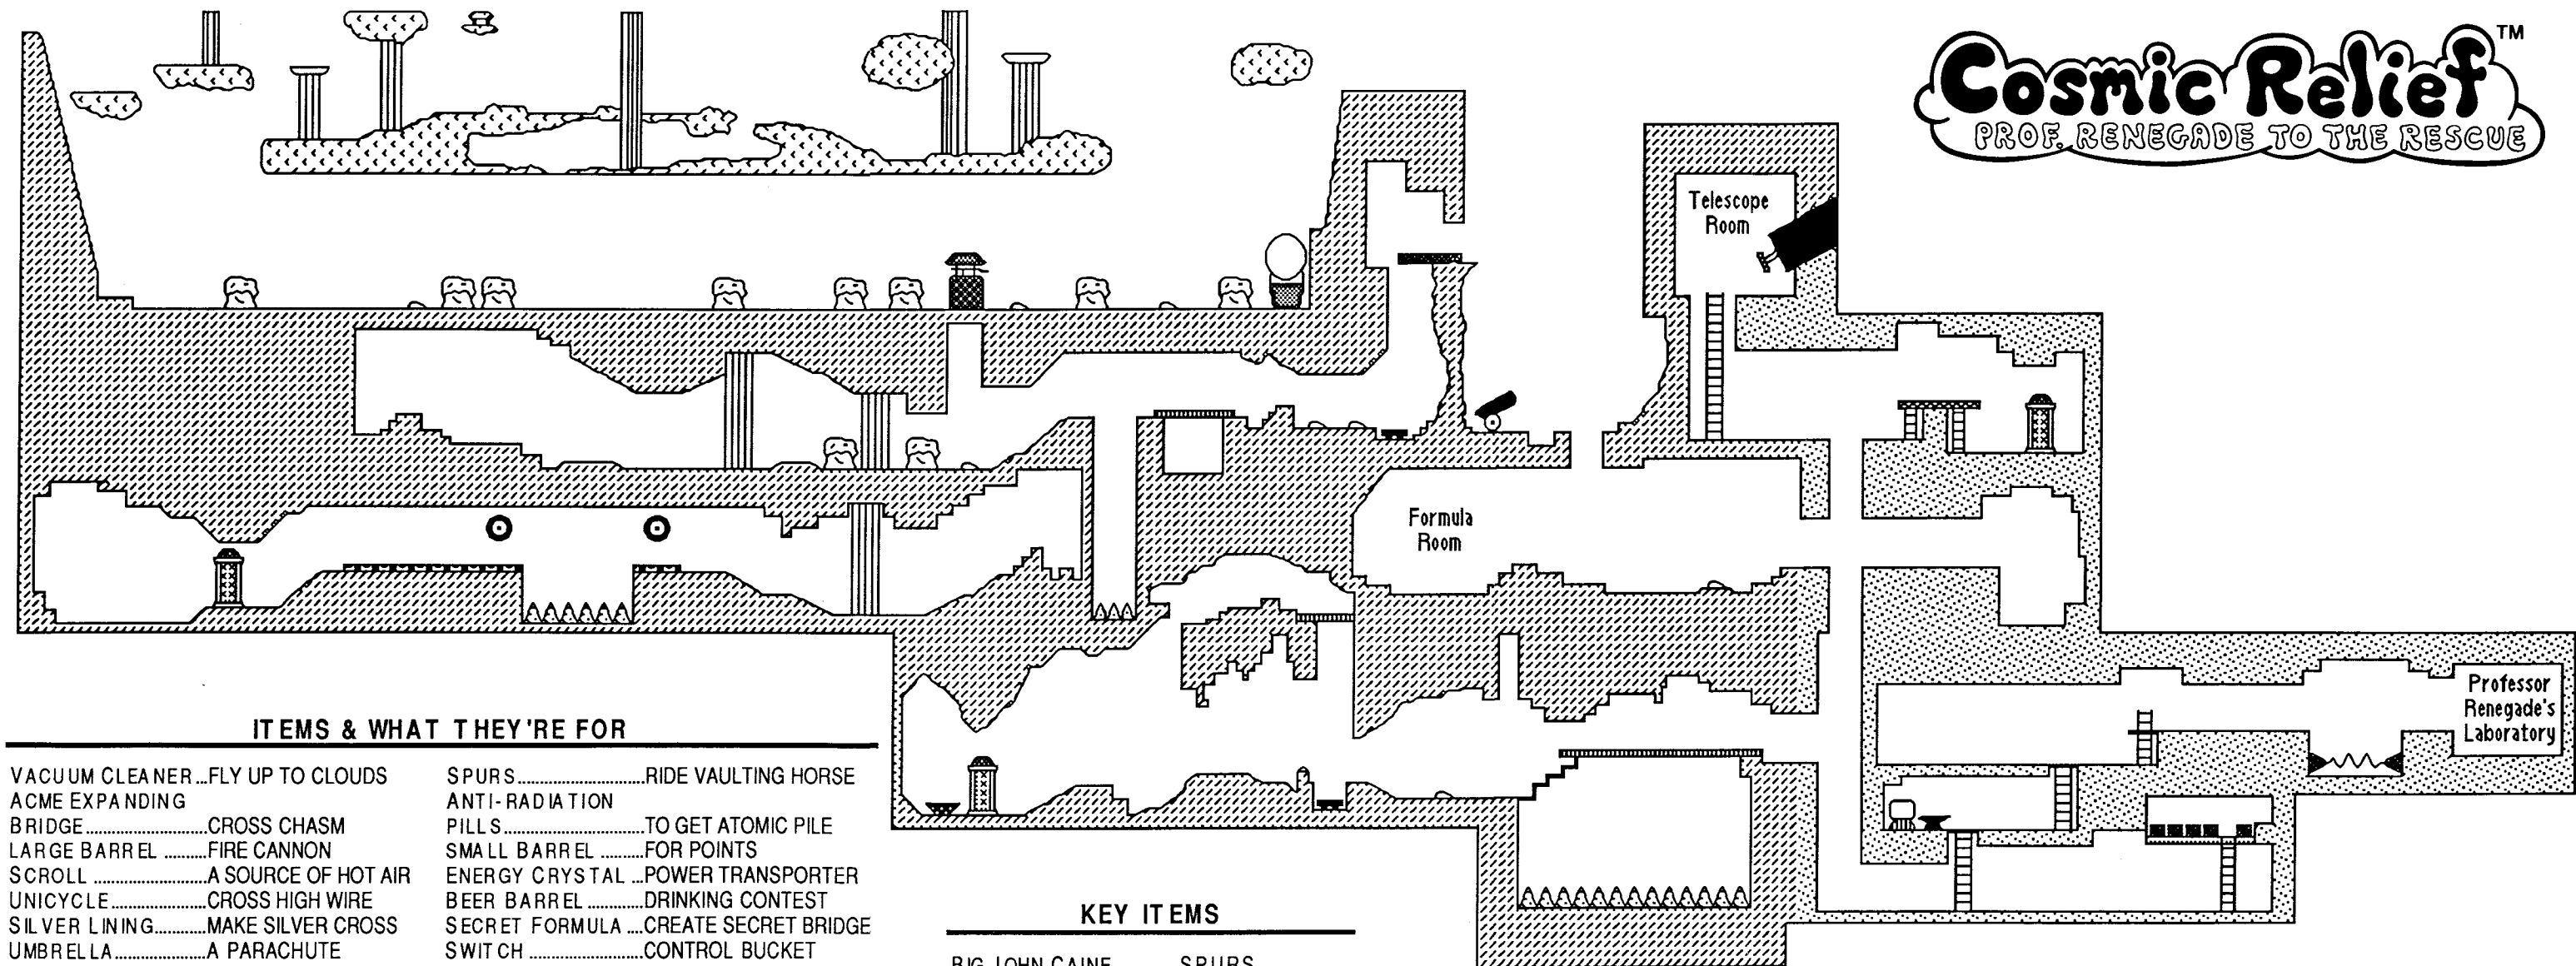 Cosmic Relief™
PROF. RENEGADE TO THE RESCUE
Telescope
Room
Formula
Room
Professor
Renegade's
Laboratory
ITEMS & WHAT THEY'RE FOR
VACUUM CLEANER...FLY UP TO CLOUDS
ACME EXPANDING
BRIDGE......................CROSS CHASM
LARGE BARREL .........FIRE CANNON
SCROLL .....................A SOURCE OF HOT AIR
UNICYCLE...................CROSS HIGH WIRE
SILVER LINING...........MAKE SILVER CROSS
UMBRELLA.................A PARACHUTE
SPURS.........................RIDE VAULTING HORSE
ANTI-RADIATION
PILLS...........................TO GET ATOMIC PILE
SMALL BARREL .........FOR POINTS
ENERGY CRYSTAL ...POWER TRANSPORTER
BEER BARREL...........DRINKING CONTEST
SECRET FORMULA ....CREATE SECRET BRIDGE
SWITCH ......................CONTROL BUCKET
KEY ITEMS
BIG JOHN CAINE SPURS